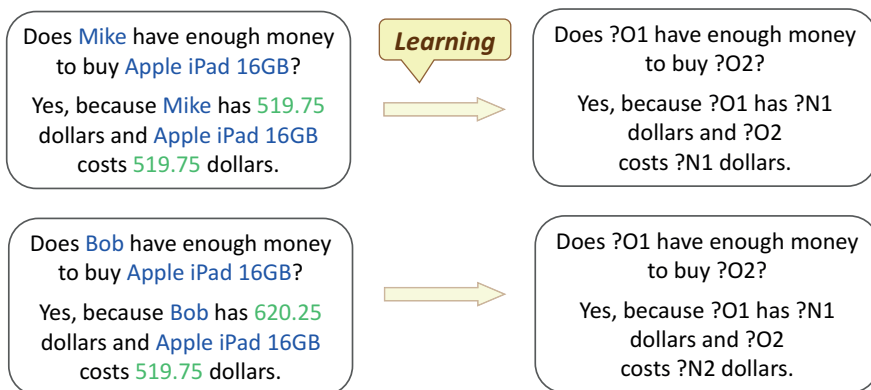 Does Mike have enough money
to buy Apple iPad 16GB?
Yes, because Mike has 519.75
dollars and Apple iPad 16GB
costs 519.75 dollars.
Learning
Does ?O1 have enough money
to buy ?O2?
Yes, because ?O1 has ?N1
dollars and ?O2
costs ?N1 dollars.
Does Bob have enough money
to buy Apple iPad 16GB?
Yes, because Bob has 620.25
dollars and Apple iPad 16GB
costs 519.75 dollars.
Does ?O1 have enough money
to buy ?O2?
Yes, because ?O1 has ?N1
dollars and ?O2
costs ?N2 dollars.